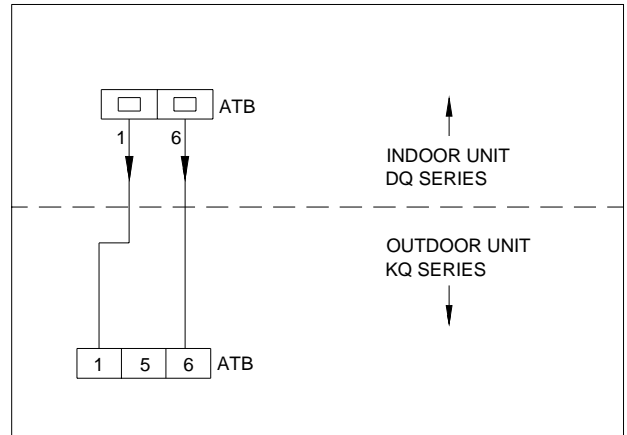 ATB
1 6
INDOOR UNIT
DQ SERIES
OUTDOOR UNIT
KQ SERIES
1 5 6 ATB